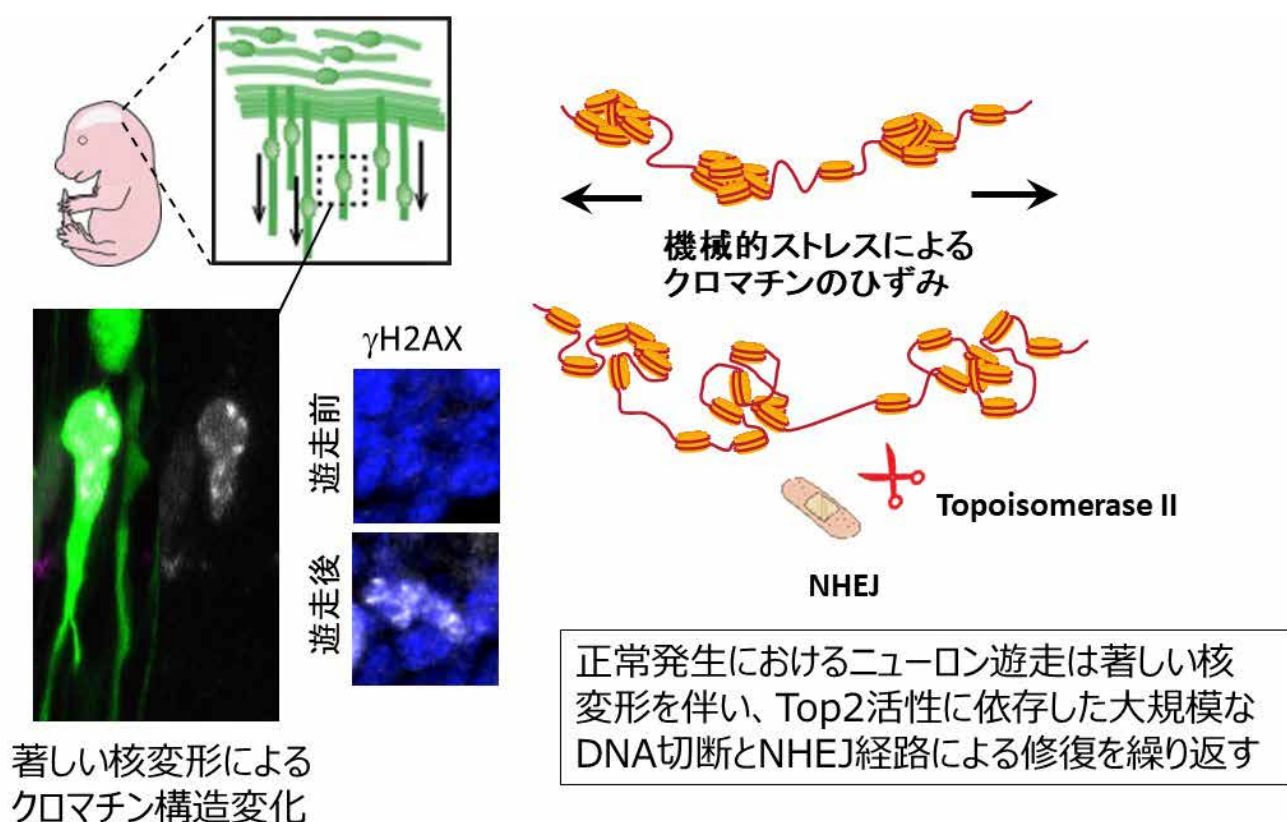 機械的ストレスによる
クロマチンのひずみ
γH2AX
遊走前
遊走後
Topoisomerase II
NHEJ
正常発生におけるニューロン遊走は著しい核
変形を伴い、Top2活性に依存した大規模な
DNA切断とNHEJ経路による修復を繰り返す
著しい核変形による
クロマチン構造変化